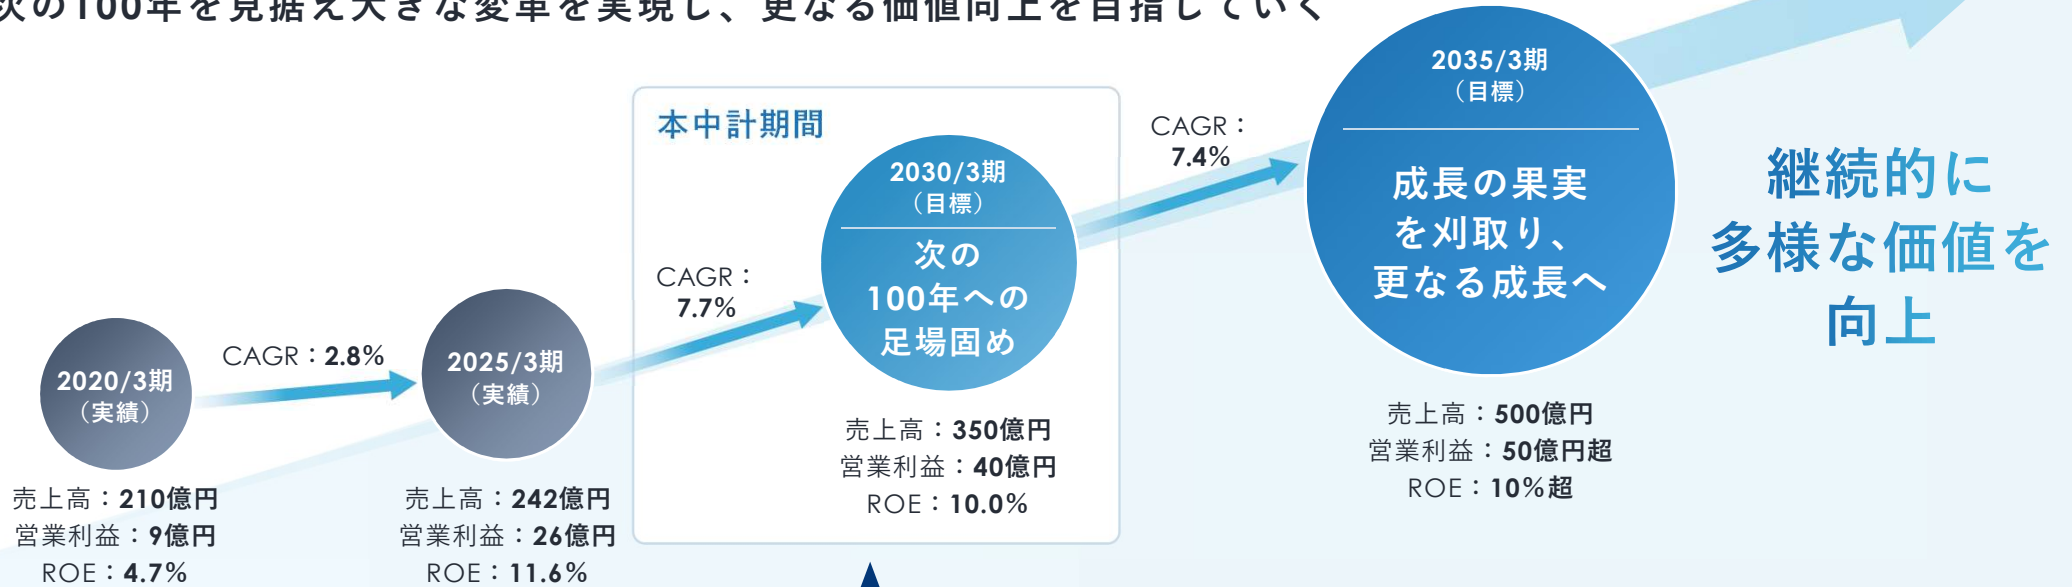 次の100年を見据え大きな変革を実現し、更なる価値向上を目指していく
2020/3期
（実績）
売上高：210億円
営業利益：9億円
ROE：4.7%
CAGR：2.8%
2025/3期
（実績）
売上高：242億円
営業利益：26億円
ROE：11.6%
本中計期間
CAGR：
7.7%
2030/3期
（目標）
次の
100年への
足場固め
売上高：350億円
営業利益：40億円
ROE：10.0%
CAGR：
7.4%
2035/3期
（目標）
成長の果実
を刈取り、
更なる成長へ
売上高：500億円
営業利益：50億円超
ROE：10%超
継続的に
多様な価値を
向上